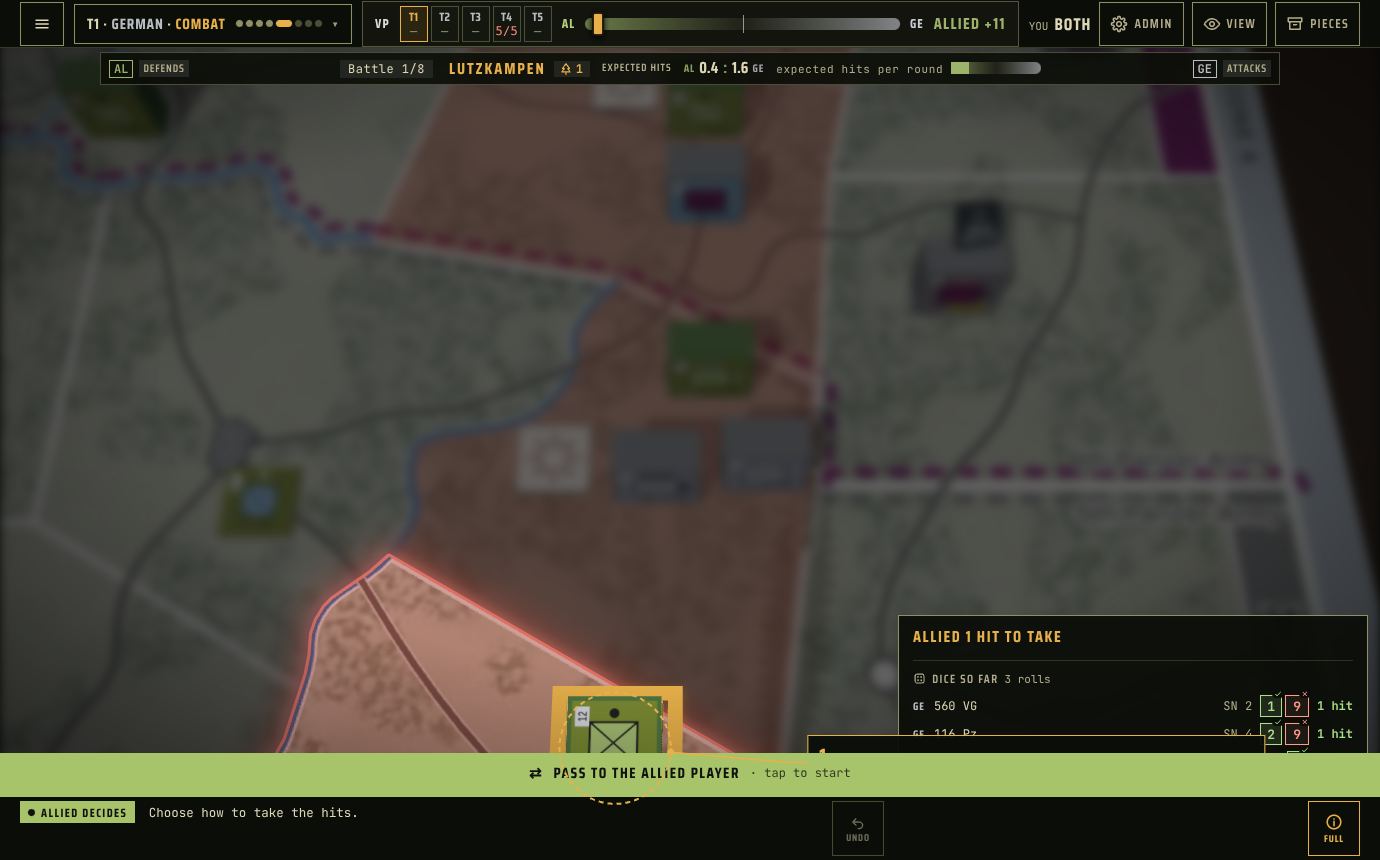 T1 · GERMAN · COMBAT
VP
T1 –
T2 –
T3 –
T4 5/5
T5 –
AL
GE
ALLIED +11
YOU BOTH
ADMIN
VIEW
PIECES
AL DEFENDS
Battle 1/8
LUTZKAMPEN
1
EXPECTED HITS
AL 0.4 : 1.6 GE
expected hits per round
GE ATTACKS
12
ALLIED 1 HIT TO TAKE
DICE SO FAR 3 rolls
GE 560 VG SN 2 1 9 1 hit
GE 116 Pz SN 4 2 9 1 hit
PASS TO THE ALLIED PLAYER · tap to start
ALLIED DECIDES
Choose how to take the hits.
UNDO
FULL